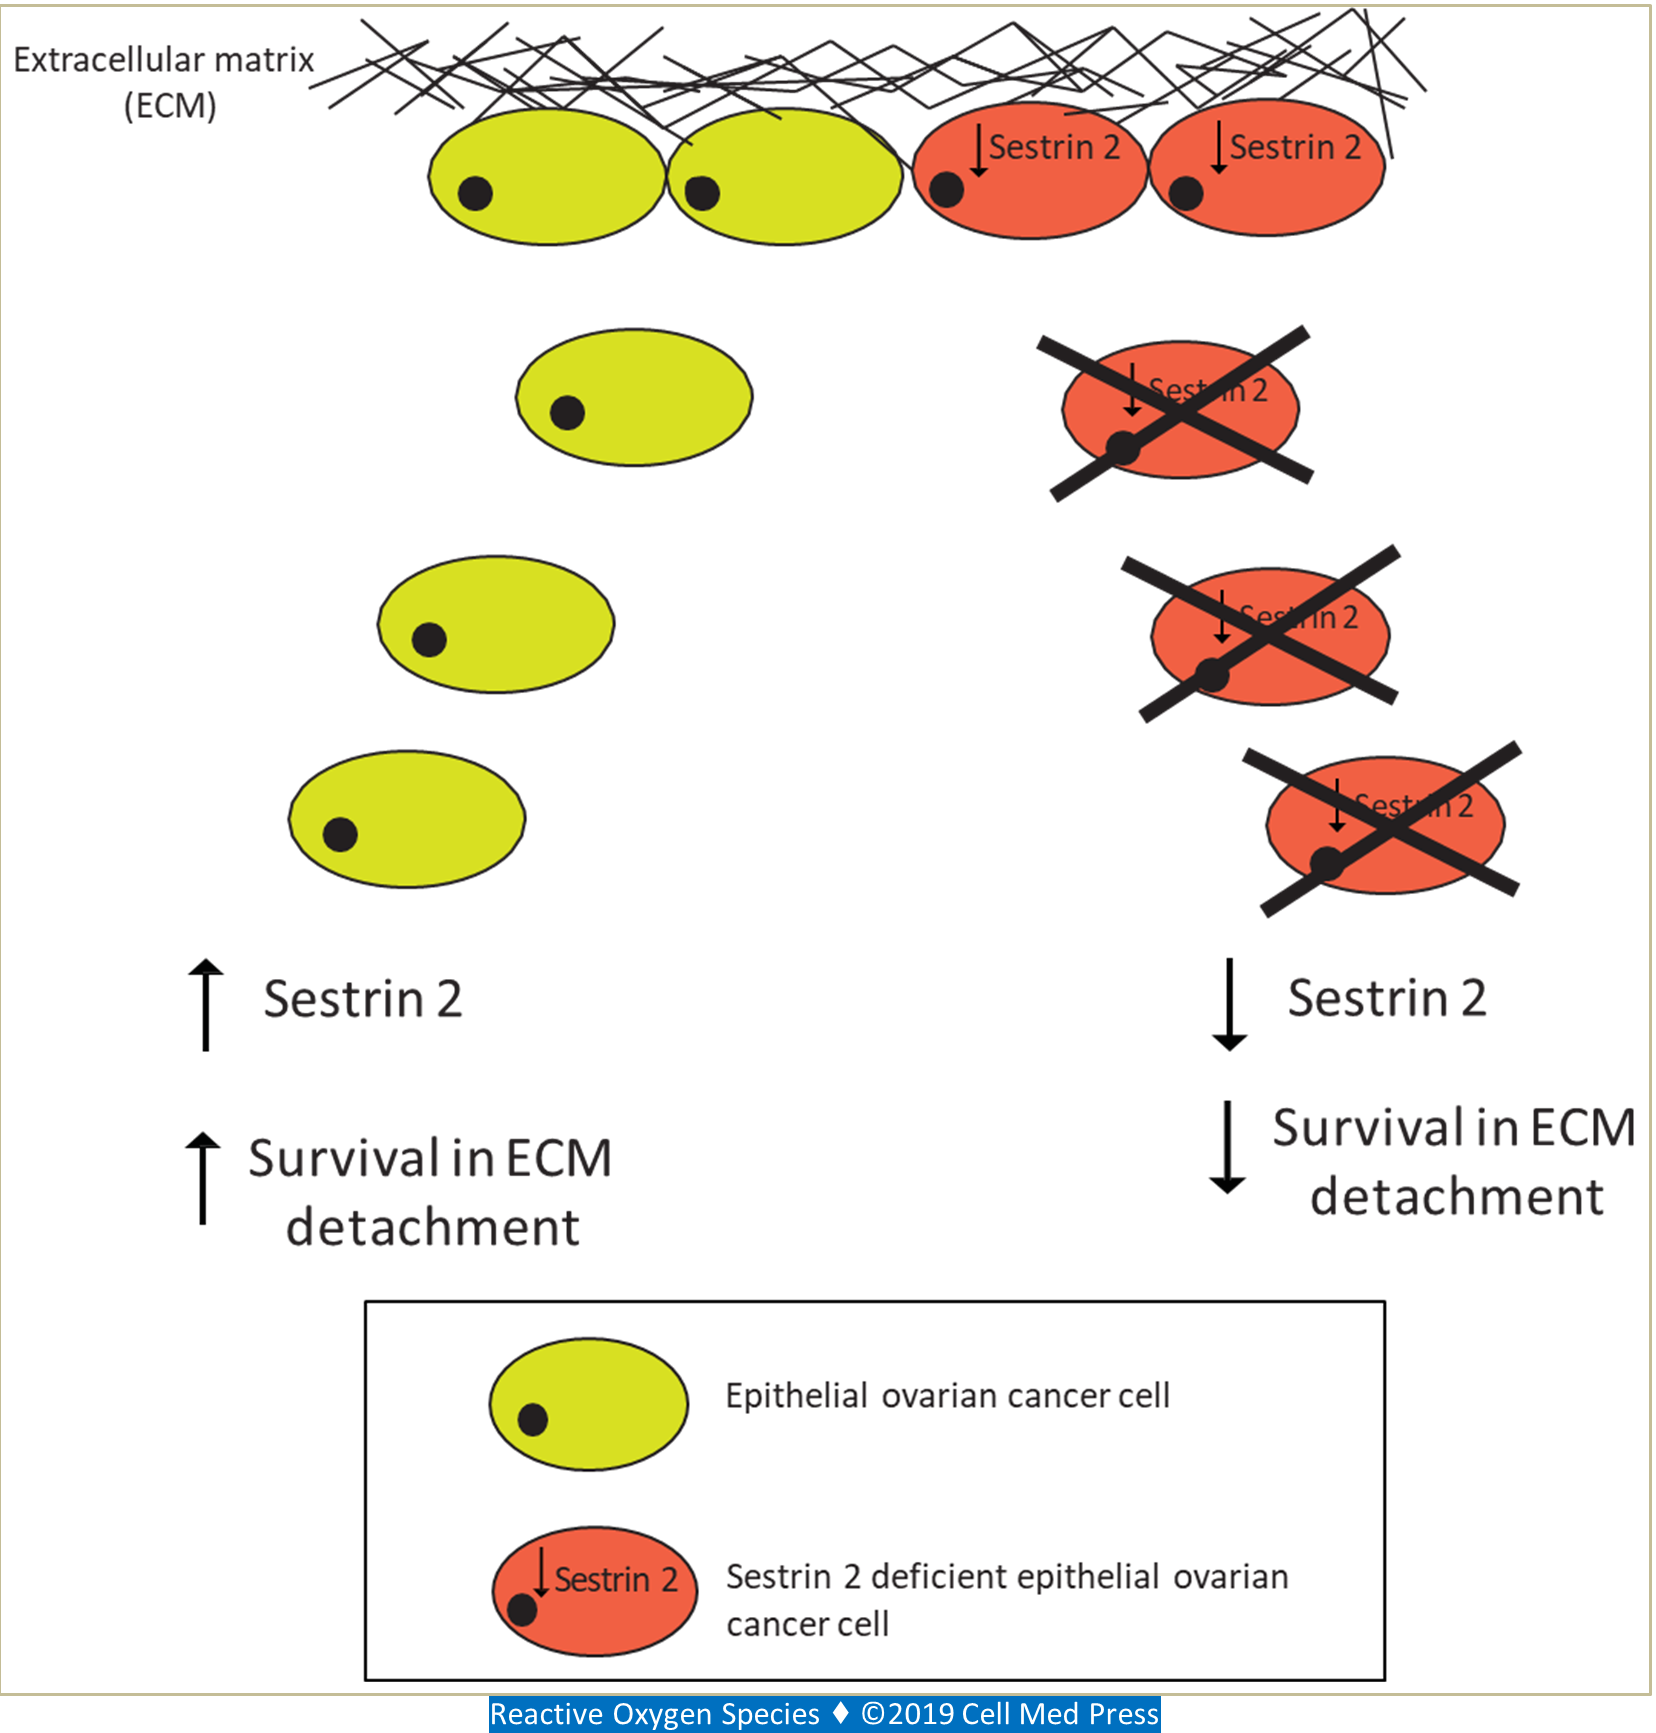 Extracellular matrix
(ECM)
Sestrin 2
Sestrin 2
Sestrin 2
Sestrin 2
Sestrin 2
Sestrin 2
Sestrin 2
Survival in ECM
detachment
Sestrin 2
Survival in ECM
detachment
Epithelial ovarian cancer cell
Sestrin 2
Sestrin 2 deficient epithelial ovarian
cancer cell
Reactive Oxygen Species ♦ ©2019 Cell Med Press